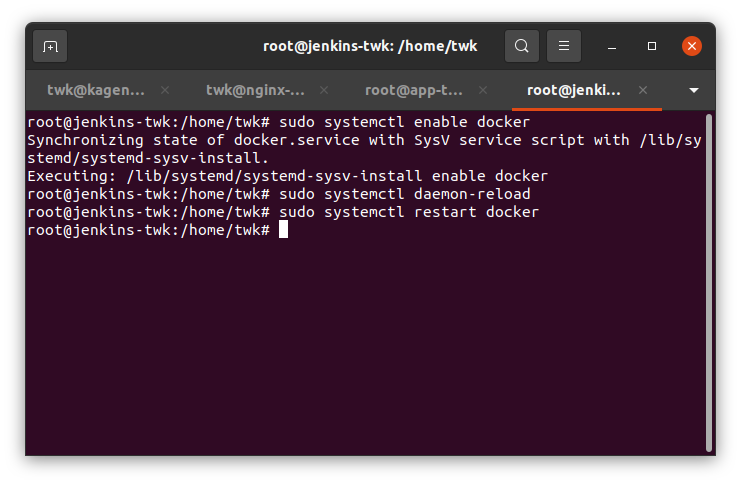 root@jenkins-twk: /home/twk
twk@kagen...
twk@nginx-...
root@app-t...
root@jenki...
root@jenkins-twk:/home/twk# sudo systemctl enable docker
Synchronizing state of docker.service with SysV service script with /lib/sy
stemd/systemd-sysv-install.
Executing: /lib/systemd/systemd-sysv-install enable docker
root@jenkins-twk:/home/twk# sudo systemctl daemon-reload
root@jenkins-twk:/home/twk# sudo systemctl restart docker
root@jenkins-twk:/home/twk#